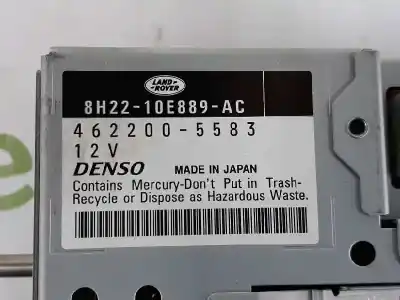 LAND
ROVER
8H22-10E889-AC
462200-5583
12V
DENSO MADE IN JAPAN
Contains Mercury-Don't Put in Trash-
Recycle or Dispose as Hazardous Waste.